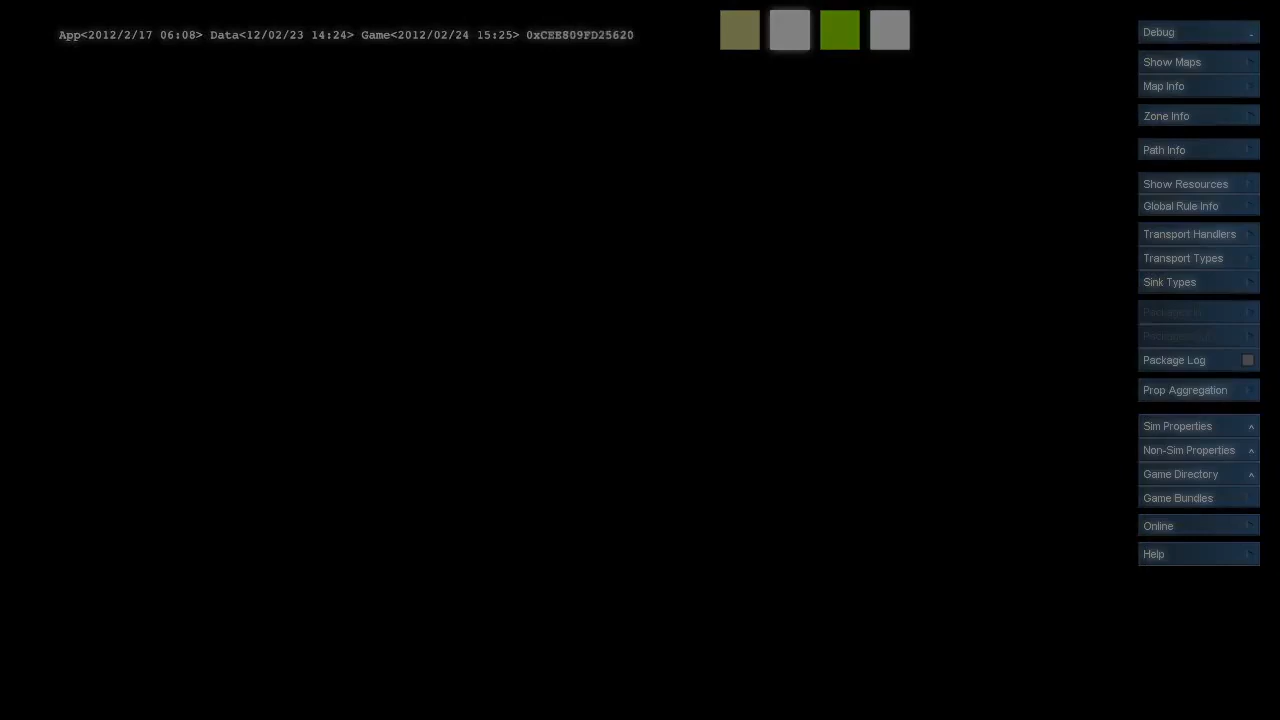 App<2012/2/17 06:08> Data<12/02/23 14:24> Game<2012/02/24 15:25> 0xCEE809FD25620
Debug
Show Maps
Map Info
Zone Info
Path Info
Show Resources
Global Rule Info
Transport Handlers
Transport Types
Sink Types
Package Log
Prop Aggregation
Sim Properties
Non-Sim Properties
Game Directory
Game Bundles
Online
Help